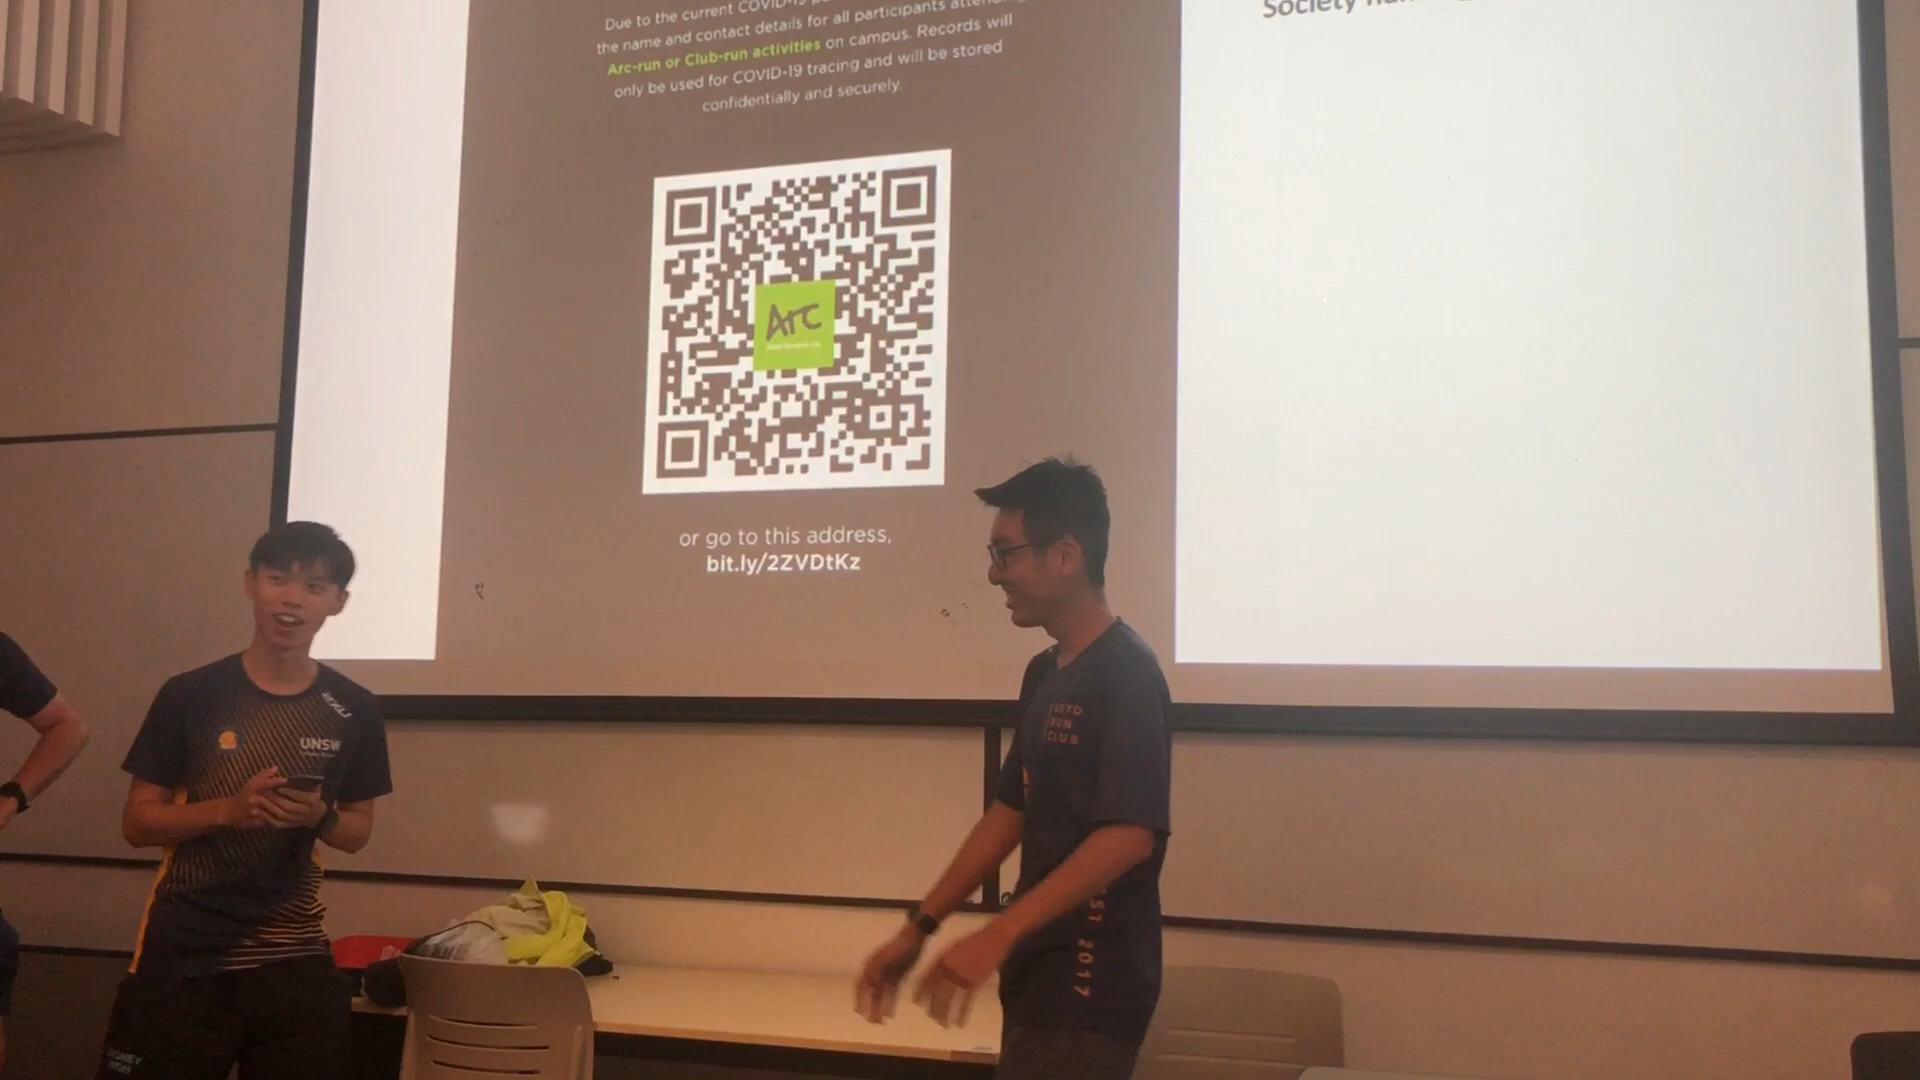 Due to the current COVID-19
the name and contact details for all participants
Arc-run or Club-run activities on campus. Records will
only be used for COVID-19 tracing and will be stored
confidentially and securely.
Society
Arc
or go to this address,
bit.ly/2ZVDtKz
UNSW
USYD
RUN
CLUB
EST 2017